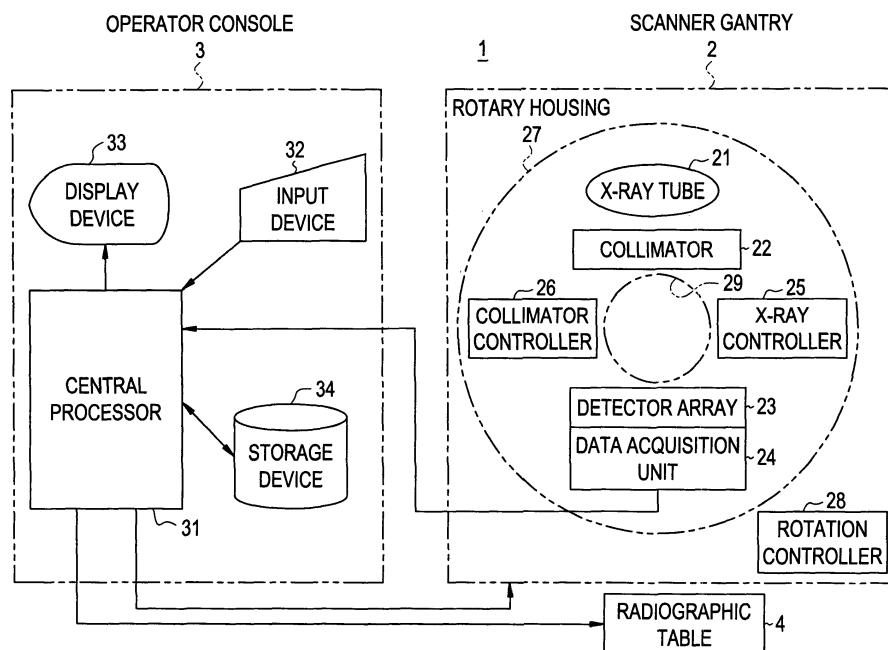 OPERATOR CONSOLE
3
1
SCANNER GANTRY
2
ROTARY HOUSING
27
33
DISPLAY
DEVICE
32
INPUT
DEVICE
21
X-RAY TUBE
COLLIMATOR
22
26
COLLIMATOR
CONTROLLER
29
25
X-RAY
CONTROLLER
CENTRAL
PROCESSOR
31
34
STORAGE
DEVICE
DETECTOR ARRAY
23
DATA ACQUISITION
UNIT
24
28
ROTATION
CONTROLLER
RADIOGRAPHIC
TABLE
4